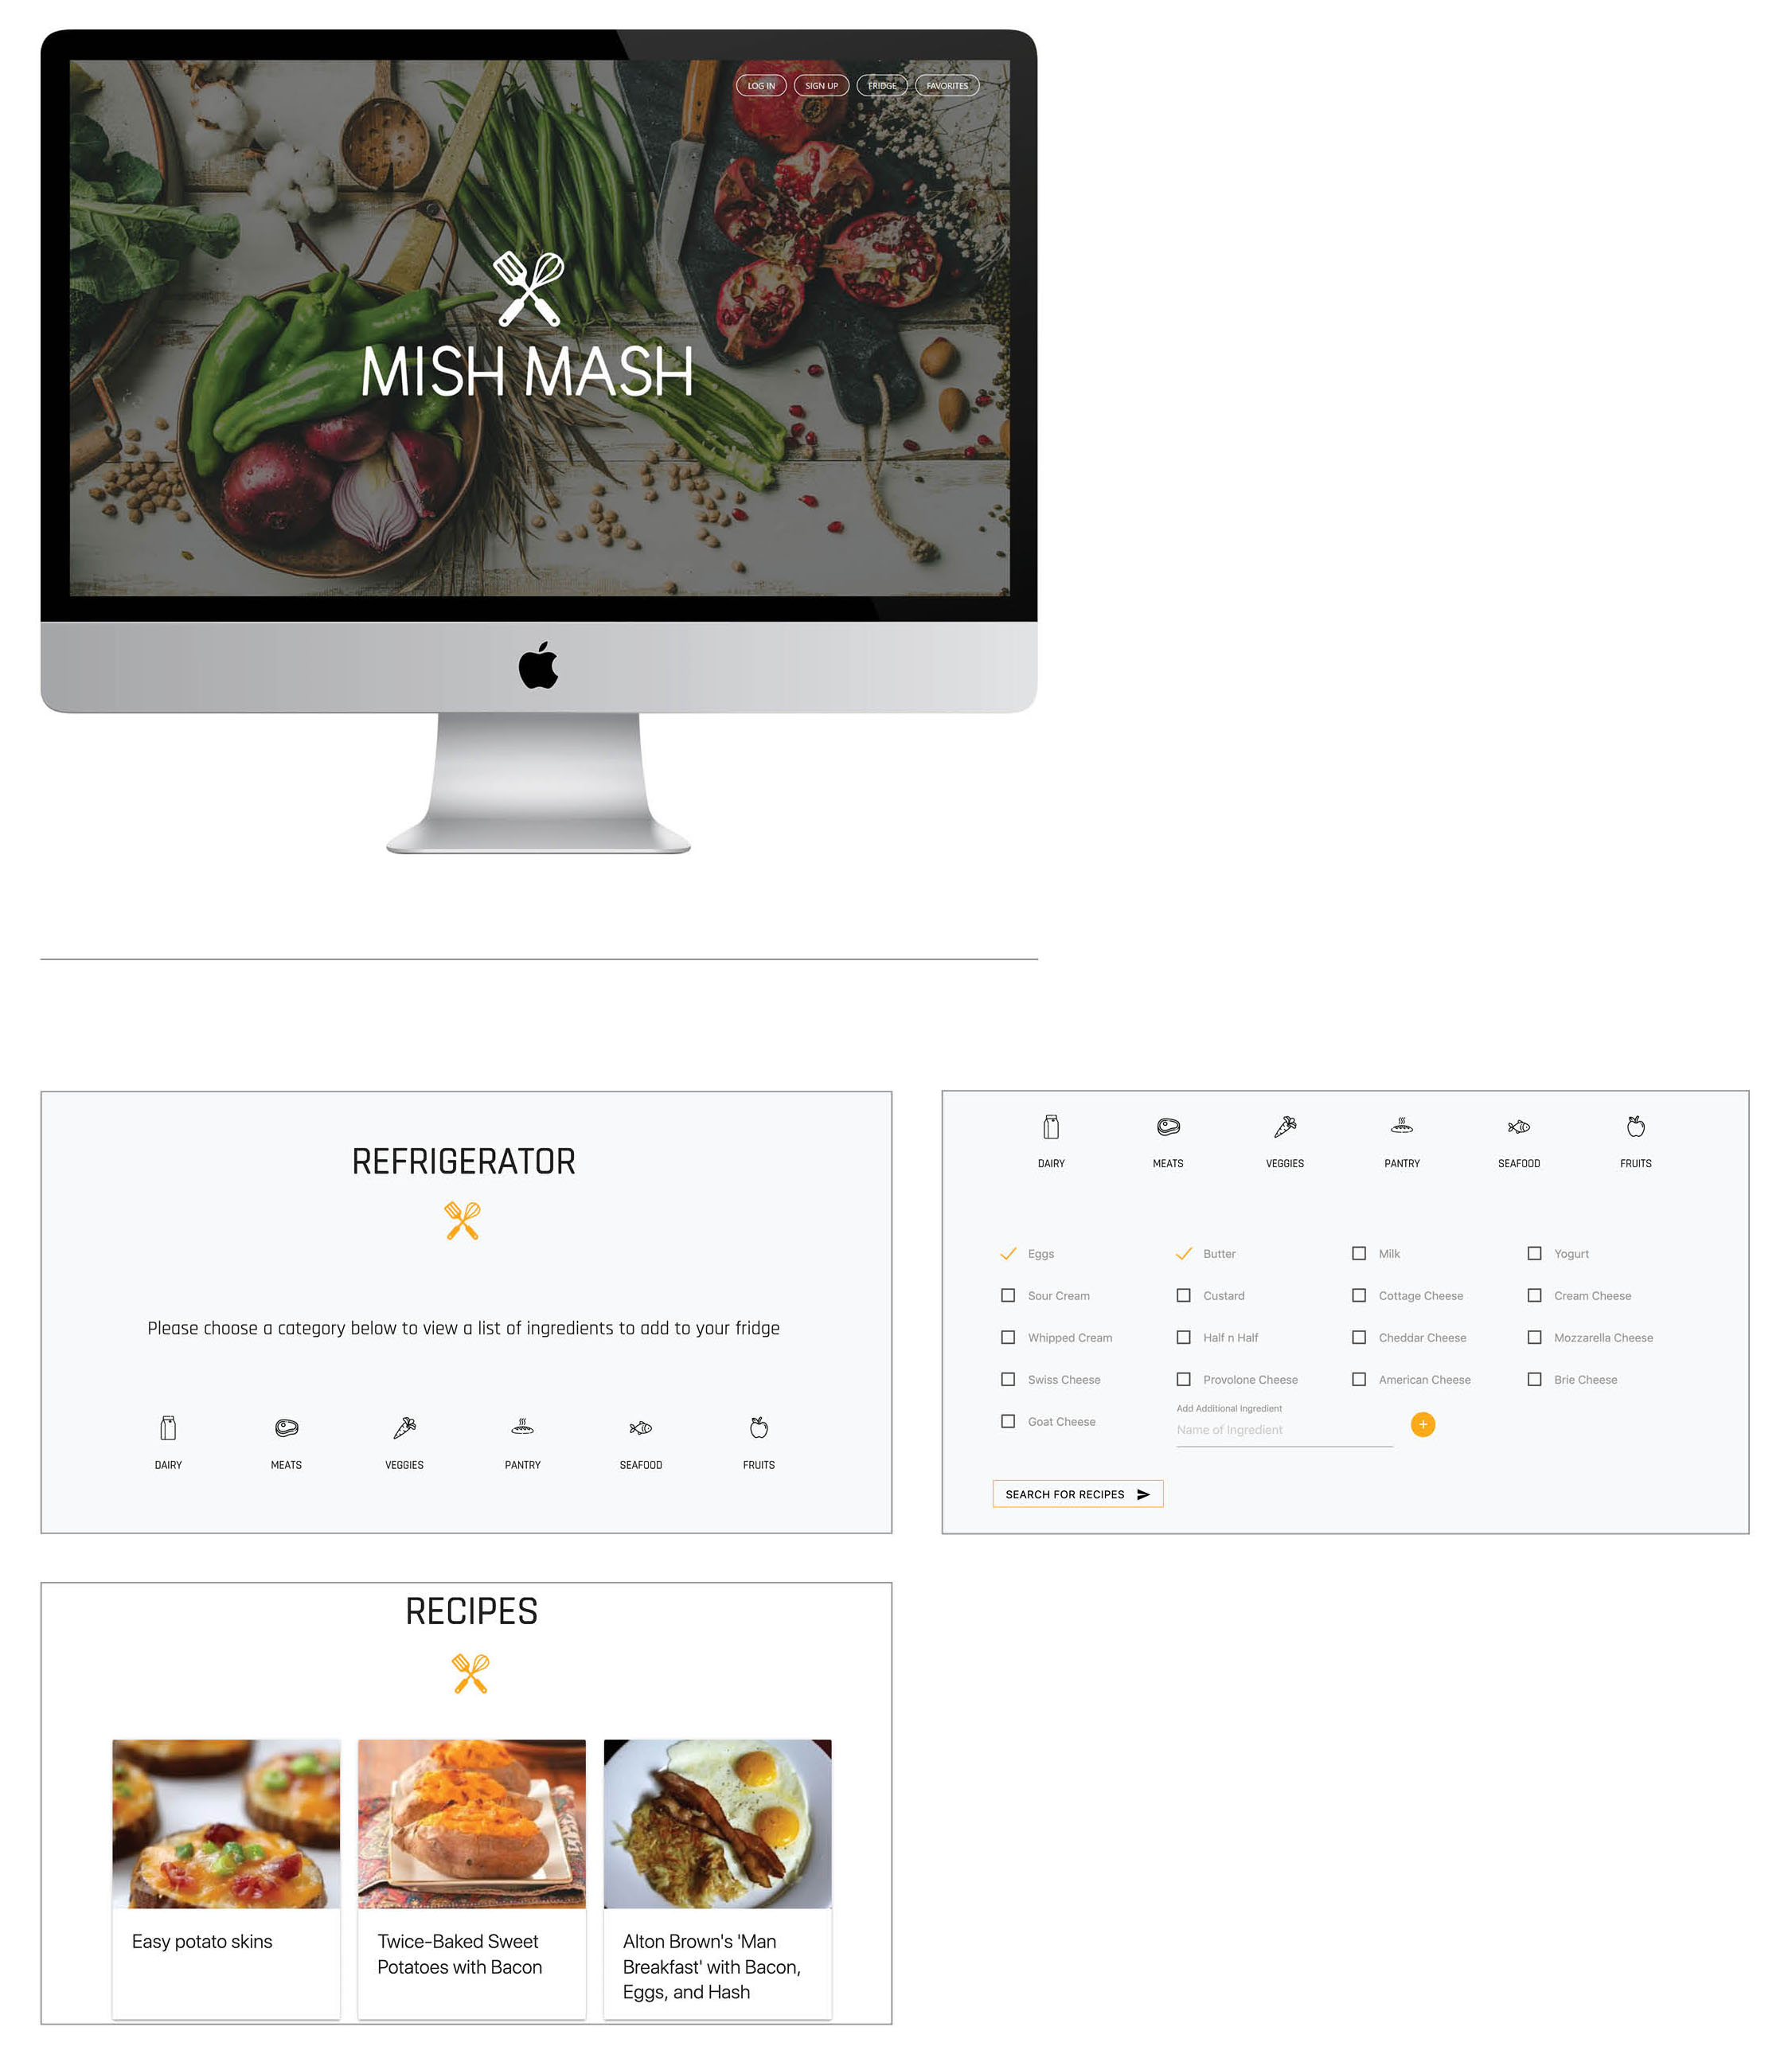 LOG IN
SIGN UP
FRIDGE
FAVORITES
MISH MASH
REFRIGERATOR
Please choose a category below to view a list of ingredients to add to your fridge
DAIRY
MEATS
VEGGIES
PANTRY
SEAFOOD
FRUITS
DAIRY
MEATS
VEGGIES
PANTRY
SEAFOOD
FRUITS
Eggs
Butter
Milk
Yogurt
Sour Cream
Custard
Cottage Cheese
Cream Cheese
Whipped Cream
Half n Half
Cheddar Cheese
Mozzarella Cheese
Swiss Cheese
Provolone Cheese
American Cheese
Brie Cheese
Goat Cheese
Add Additional Ingredient
Name of Ingredient
SEARCH FOR RECIPES
RECIPES
Easy potato skins
Twice-Baked Sweet
Potatoes with Bacon
Alton Brown's 'Man
Breakfast' with Bacon,
Eggs, and Hash